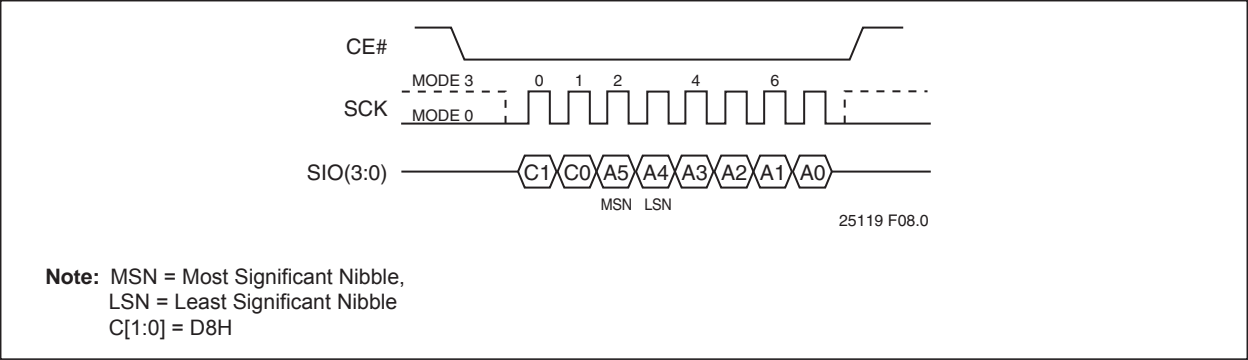 CE#
MODE 3 0 1 2 4 6
SCK
MODE 0
SIO(3:0) C1 C0 A5 A4 A3 A2 A1 A0
MSN LSN
25119 F08.0
Note: MSN = Most Significant Nibble,
LSN = Least Significant Nibble
C[1:0] = D8H